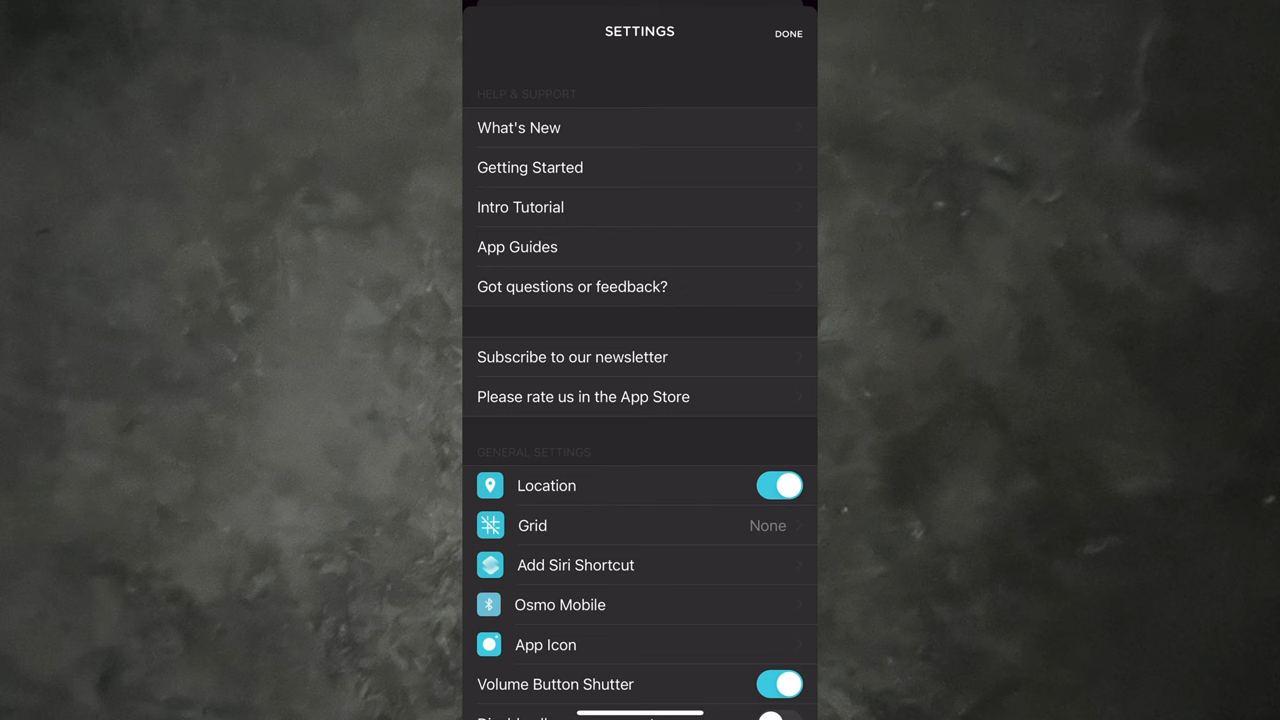 SETTINGS
DONE
HELP & SUPPORT
What's New
Getting Started
Intro Tutorial
App Guides
Got questions or feedback?
Subscribe to our newsletter
Please rate us in the App Store
GENERAL SETTINGS
Location
Grid None
Add Siri Shortcut
Osmo Mobile
App Icon
Volume Button Shutter